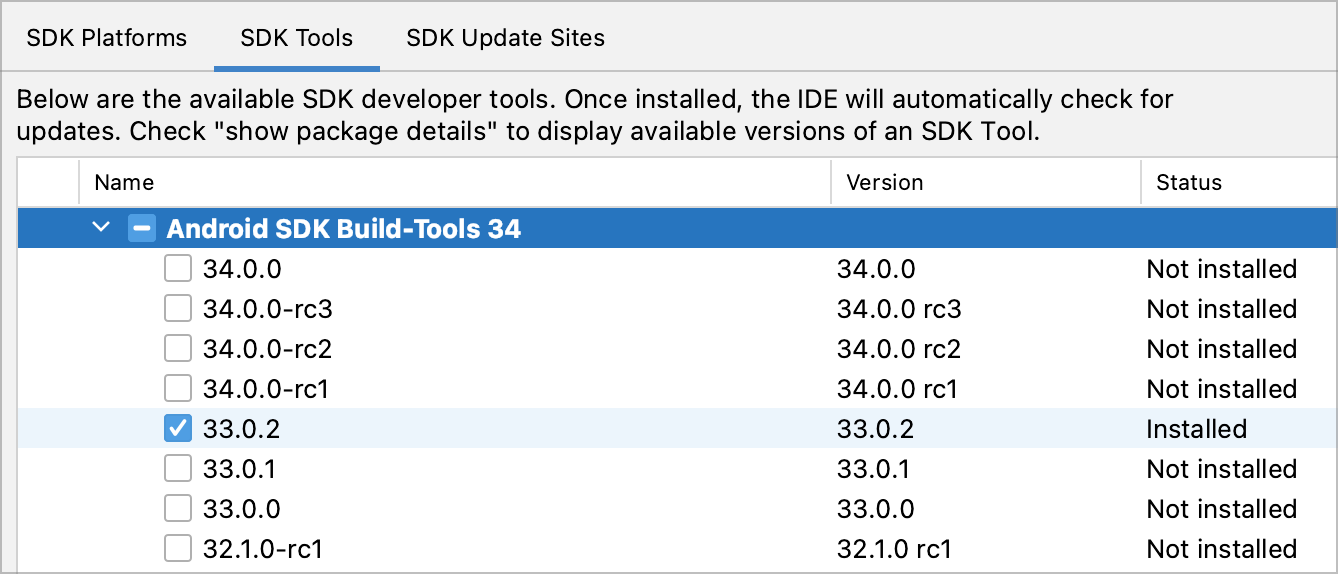 SDK Platforms SDK Tools SDK Update Sites
Below are the available SDK developer tools. Once installed, the IDE will automatically check for
updates. Check "show package details" to display available versions of an SDK Tool.
Name Version Status
Android SDK Build-Tools 34
34.0.0 34.0.0 Not installed
34.0.0-rc3 34.0.0 rc3 Not installed
34.0.0-rc2 34.0.0 rc2 Not installed
34.0.0-rc1 34.0.0 rc1 Not installed
33.0.2 33.0.2 Installed
33.0.1 33.0.1 Not installed
33.0.0 33.0.0 Not installed
32.1.0-rc1 32.1.0 rc1 Not installed